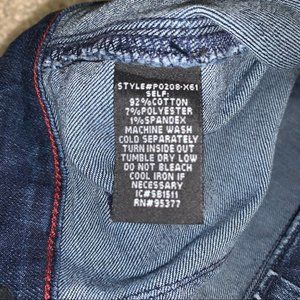 STYLE#P0208-X61
SELF:
92%COTTON
7%POLYESTER
1%SPANDEX
MACHINE WASH
COLD SEPARATELY
TURN INSIDE OUT
TUMBLE DRY LOW
DO NOT BLEACH
COOL IRON IF
NECESSARY
IC#SB1511
RN#95377